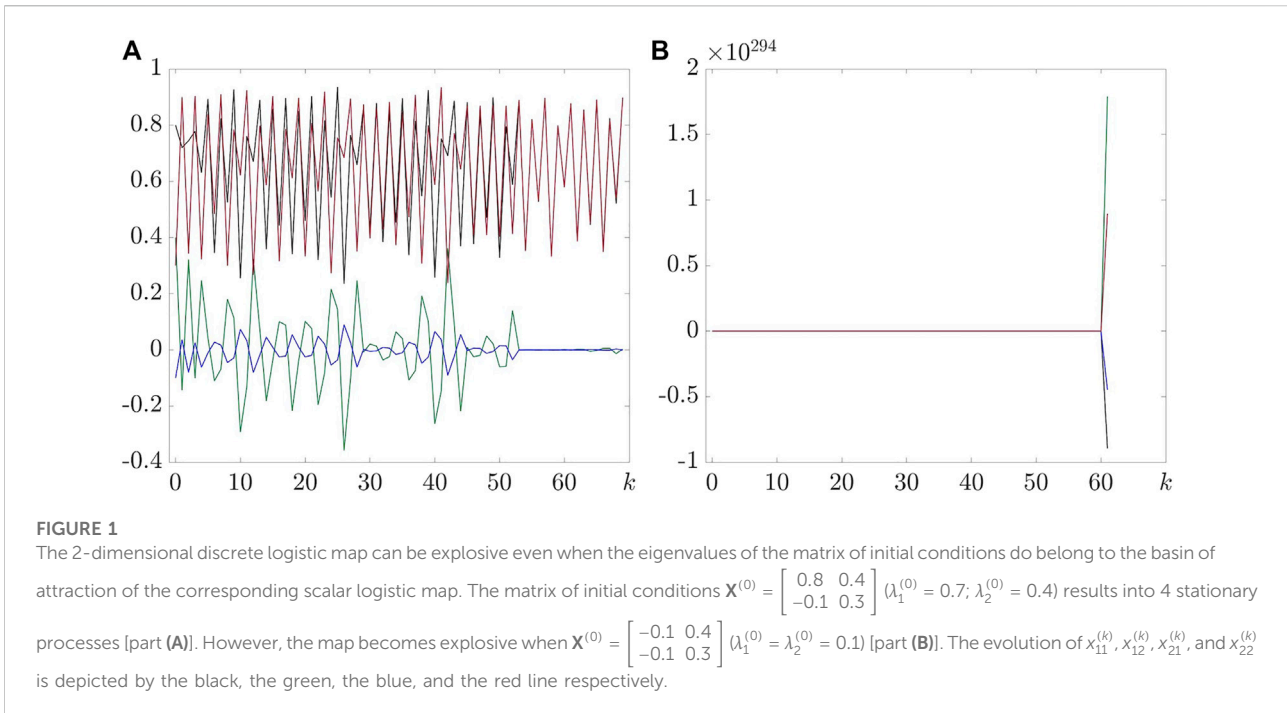 A
1
0.8
0.6
0.4
0.2
0
-0.2
-0.4
0 10 20 30 40 50 60 k
B
×10^294
2
1.5
1
0.5
0
-0.5
-1
0 10 20 30 40 50 60 k
FIGURE 1
The 2-dimensional discrete logistic map can be explosive even when the eigenvalues of the matrix of initial conditions do belong to the basin of
attraction of the corresponding scalar logistic map. The matrix of initial conditions X^(0) = [ 0.8 0.4 ; -0.1 0.3 ] (λ_1^(0) = 0.7; λ_2^(0) = 0.4) results into 4 stationary
processes [part (A)]. However, the map becomes explosive when X^(0) = [ -0.1 0.4 ; -0.1 0.3 ] (λ_1^(0) = λ_2^(0) = 0.1) [part (B)]. The evolution of x_11^(k), x_12^(k), x_21^(k), and x_22^(k)
is depicted by the black, the green, the blue, and the red line respectively.